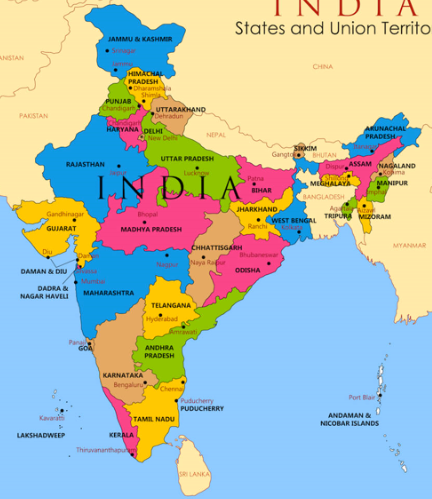 INDIA
States and Union Territo
JAMMU & KASHMIR
Srinagar
Jammu
ANISTAN
CHINA
HIMACHAL
PRADESH
Dharamshala
Shimla
PUNJAB
Chandigarh
UTTARAKHAND
Dehradun
PAKISTAN
Chandigarh
HARYANA
DELHI
New Delhi
NEPAL
ARUNACHAL
PRADESH
SIKKIM
Gangtok
BHUTAN
RAJASTHAN
Jaipur
UTTAR PRADESH
Lucknow
Dispur
ASSAM
NAGALAND
Kohima
Shillong
MEGHALAYA
MANIPUR
Imphal
INDIA
Patna
BIHAR
BANGLADESH
TRIPURA
MIZORAM
Gandhinagar
GUJARAT
Bhopal
MADHYA PRADESH
JHARKHAND
Ranchi
WEST BENGAL
Kolkata
MYANMAR
CHHATTISGARH
Naya Raipur
Bhubaneswar
ODISHA
Diu
Daman
DAMAN & DIU
DADRA &
NAGAR HAVELI
Mumbai
MAHARASHTRA
Nagpur
TELANGANA
Hyderabad
Amravati
ANDHRA
PRADESH
Panaji
GOA
KARNATAKA
Bengaluru
Chennai
Puducherry
PUDUCHERRY
Port Blair
ANDAMAN &
NICOBAR ISLANDS
Kavaratti
LAKSHADWEEP
TAMIL NADU
KERALA
Thiruvananthapuram
SRI LANKA